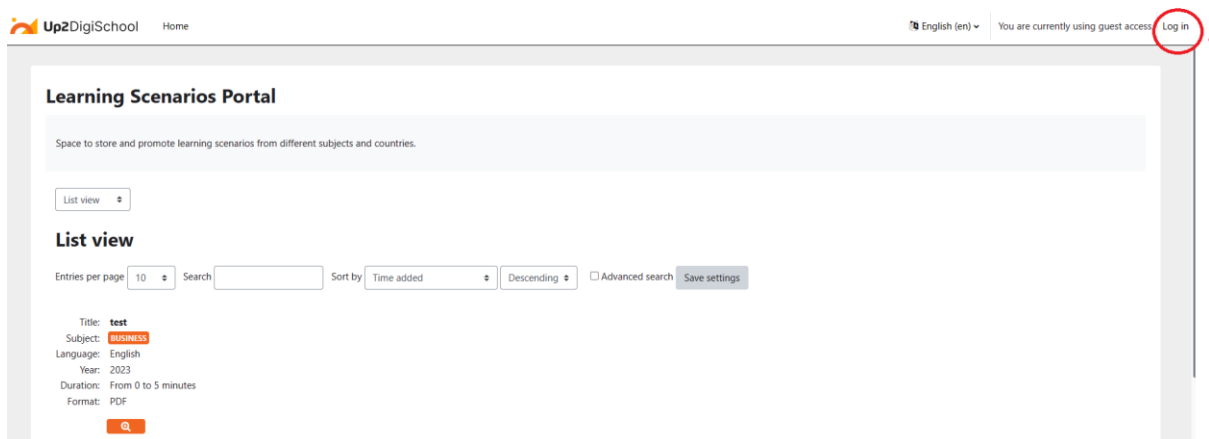 Up2DigiSchool Home English (en) You are currently using guest access Log in
Learning Scenarios Portal
Space to store and promote learning scenarios from different subjects and countries.
List view
List view
Entries per page 10 Search Sort by Time added Descending Advanced search Save settings
Title: test
Subject: BUSINESS
Language: English
Year: 2023
Duration: From 0 to 5 minutes
Format: PDF